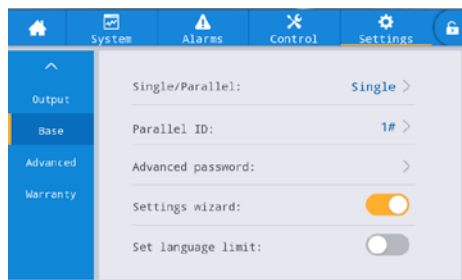 System Alarms Control Settings
Output
Base
Advanced
Warranty
Single/Parallel: Single >
Parallel ID: 1# >
Advanced password: >
Settings wizard:
Set language limit: